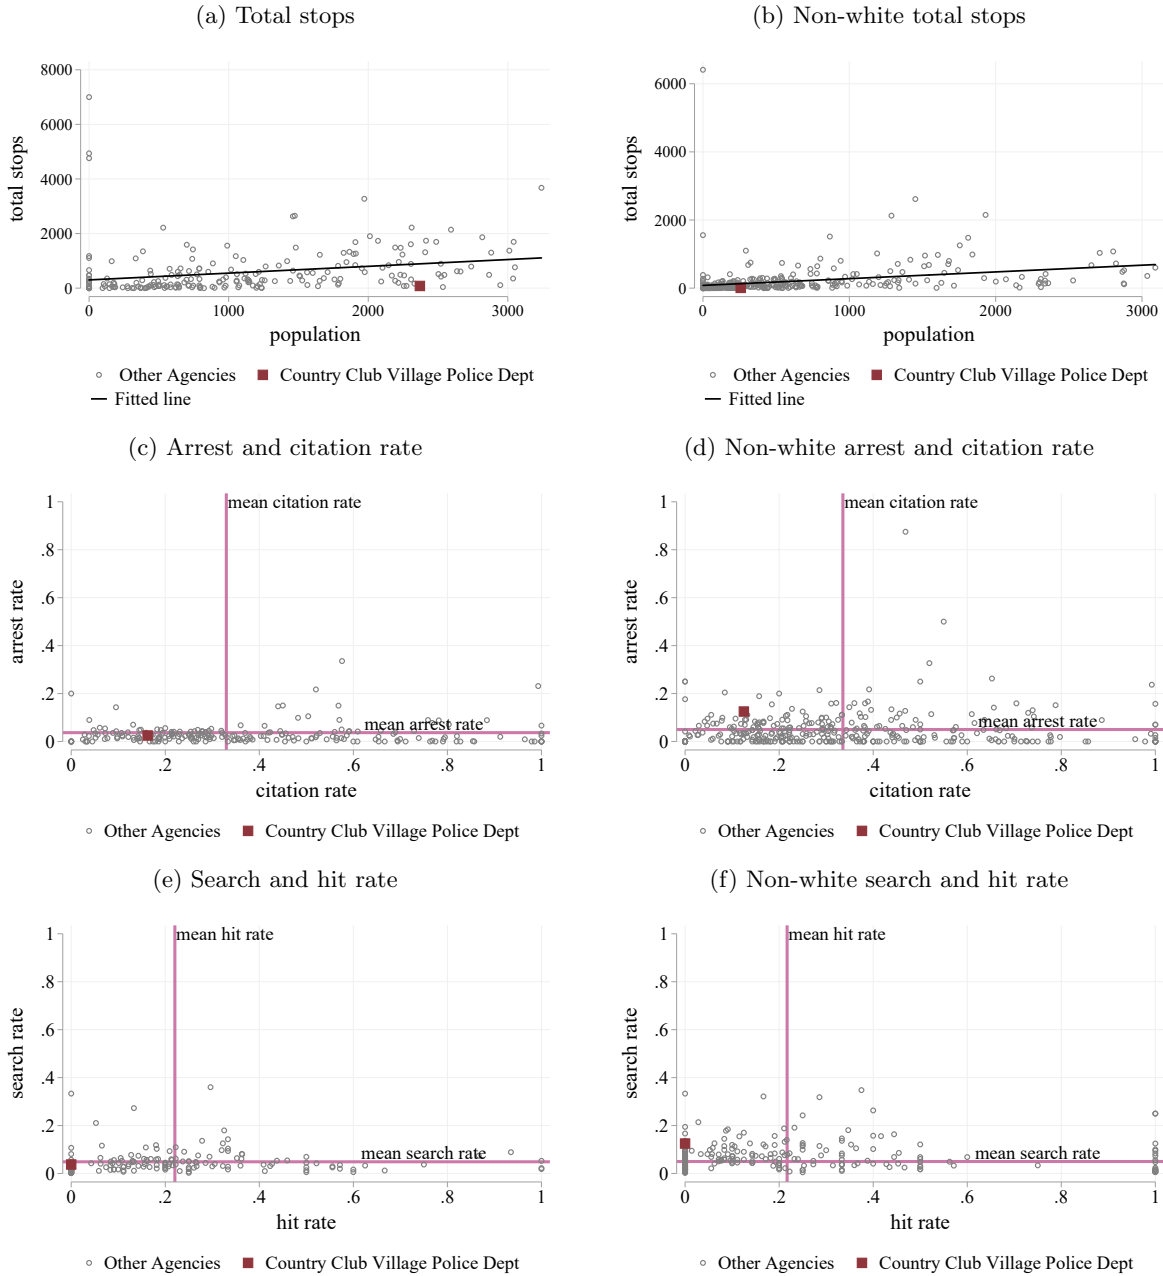 (a) Total stops
8000
6000
4000
2000
0
total stops
0 1000 2000 3000
population
Other Agencies Country Club Village Police Dept
Fitted line
(b) Non-white total stops
6000
4000
2000
0
total stops
0 1000 2000 3000
population
Other Agencies Country Club Village Police Dept
Fitted line
(c) Arrest and citation rate
1
.8
.6
.4
.2
0
arrest rate
mean citation rate
mean arrest rate
0 .2 .4 .6 .8 1
citation rate
Other Agencies Country Club Village Police Dept
(d) Non-white arrest and citation rate
1
.8
.6
.4
.2
0
arrest rate
mean citation rate
mean arrest rate
0 .2 .4 .6 .8 1
citation rate
Other Agencies Country Club Village Police Dept
(e) Search and hit rate
1
.8
.6
.4
.2
0
search rate
mean hit rate
mean search rate
0 .2 .4 .6 .8 1
hit rate
Other Agencies Country Club Village Police Dept
(f) Non-white search and hit rate
1
.8
.6
.4
.2
0
search rate
mean hit rate
mean search rate
0 .2 .4 .6 .8 1
hit rate
Other Agencies Country Club Village Police Dept